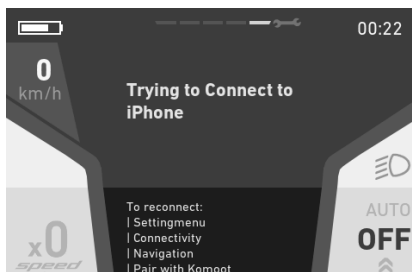 00:22
0
km/h
Trying to Connect to
iPhone
To reconnect:
| Settingmenu
| Connectivity
| Navigation
| Pair with Komoot
x0
speed
AUTO
OFF